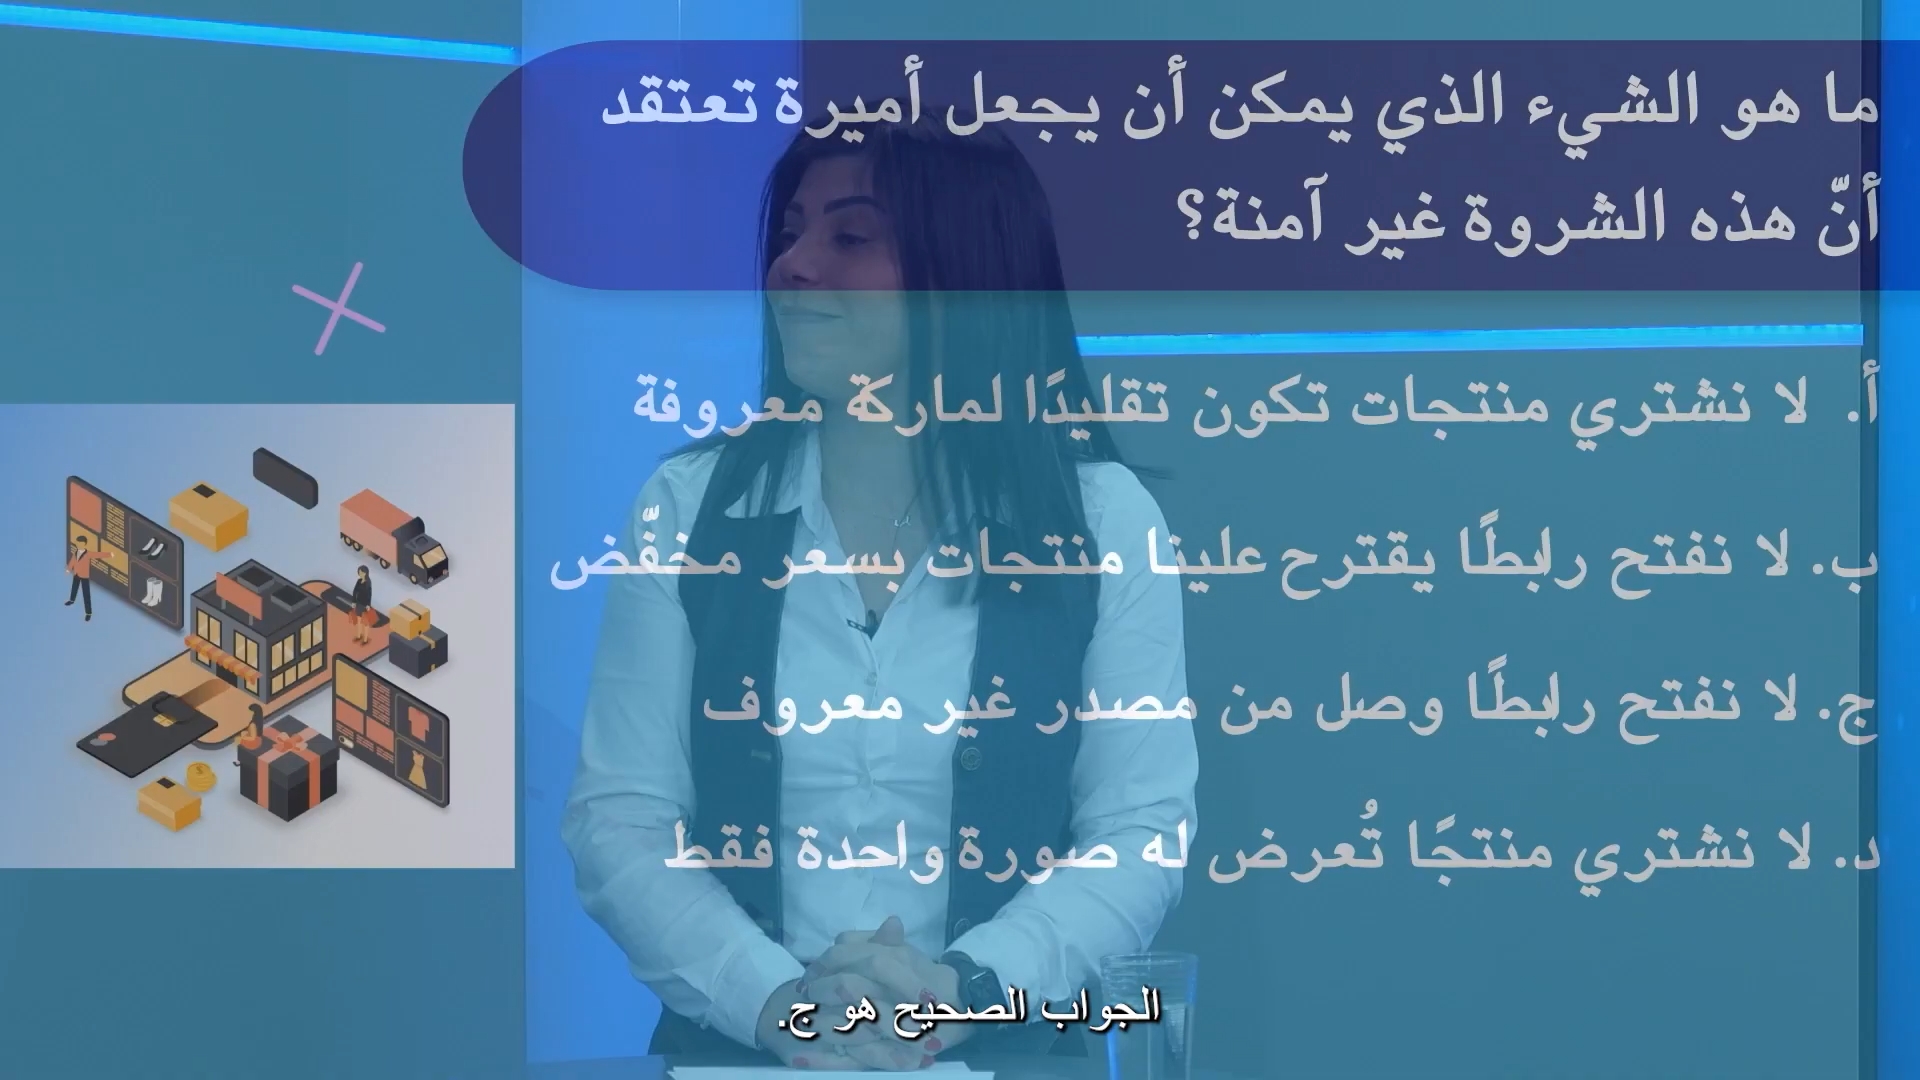 ما هو الشيء الذي يمكن أن يجعل أميرة تعتقد
أنّ هذه الشروة غير آمنة؟
أ. لا نشتري منتجات تكون تقليدًا لماركة معروفة
ب. لا نفتح رابطًا يقترح علينا منتجات بسعر مخفّض
ج. لا نفتح رابطًا وصل من مصدر غير معروف
د. لا نشتري منتجًا تُعرض له صورة واحدة فقط
الجواب الصحيح هو ج.